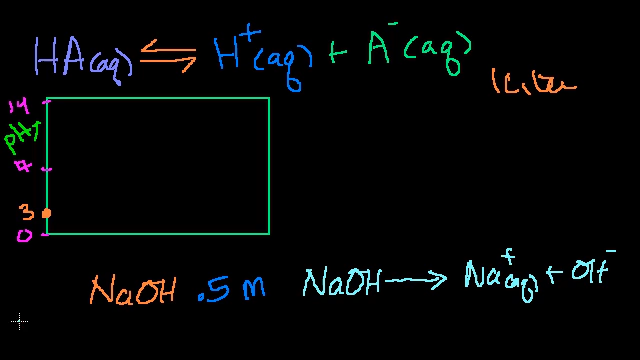 HA(aq) ⇌ H⁺(aq) + A⁻(aq)
1 liter
14
pH↑
7
3
0
NaOH .5 M NaOH → Na⁺(aq) + OH⁻